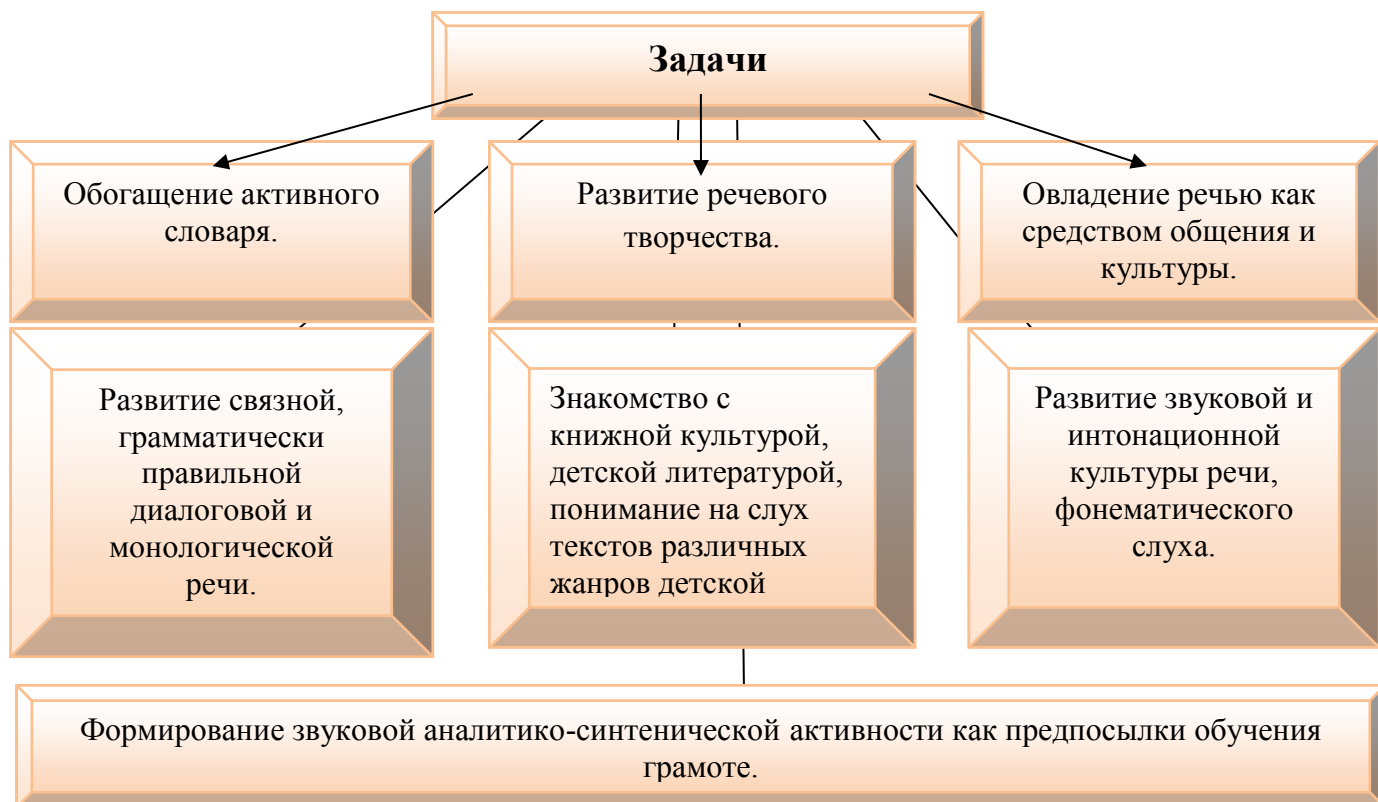 Задачи
Обогащение активного
словаря.
Развитие речевого
творчества.
Овладение речью как
средством общения и
культуры.
Развитие связной,
грамматически
правильной
диалоговой и
монологической
речи.
Знакомство с
книжной культурой,
детской литературой,
понимание на слух
текстов различных
жанров детской
Развитие звуковой и
интонационной
культуры речи,
фонематического
слуха.
Формирование звуковой аналитико-синтенической активности как предпосылки обучения
грамоте.